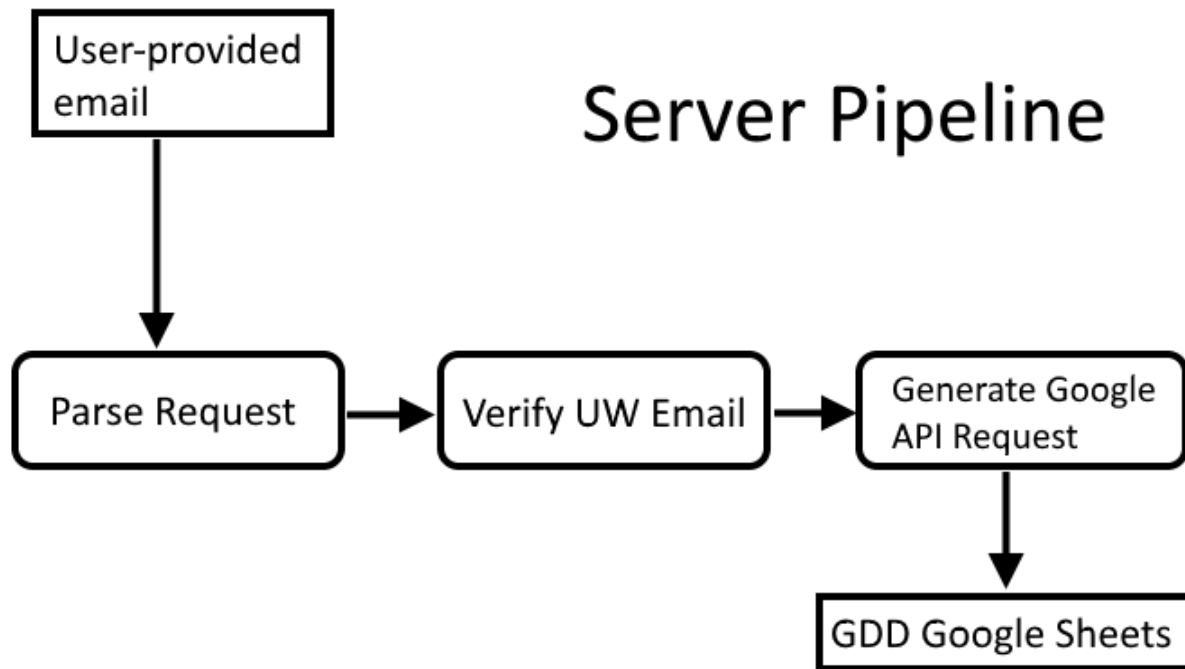 User-provided
email
Server Pipeline
Parse Request
Verify UW Email
Generate Google
API Request
GDD Google Sheets